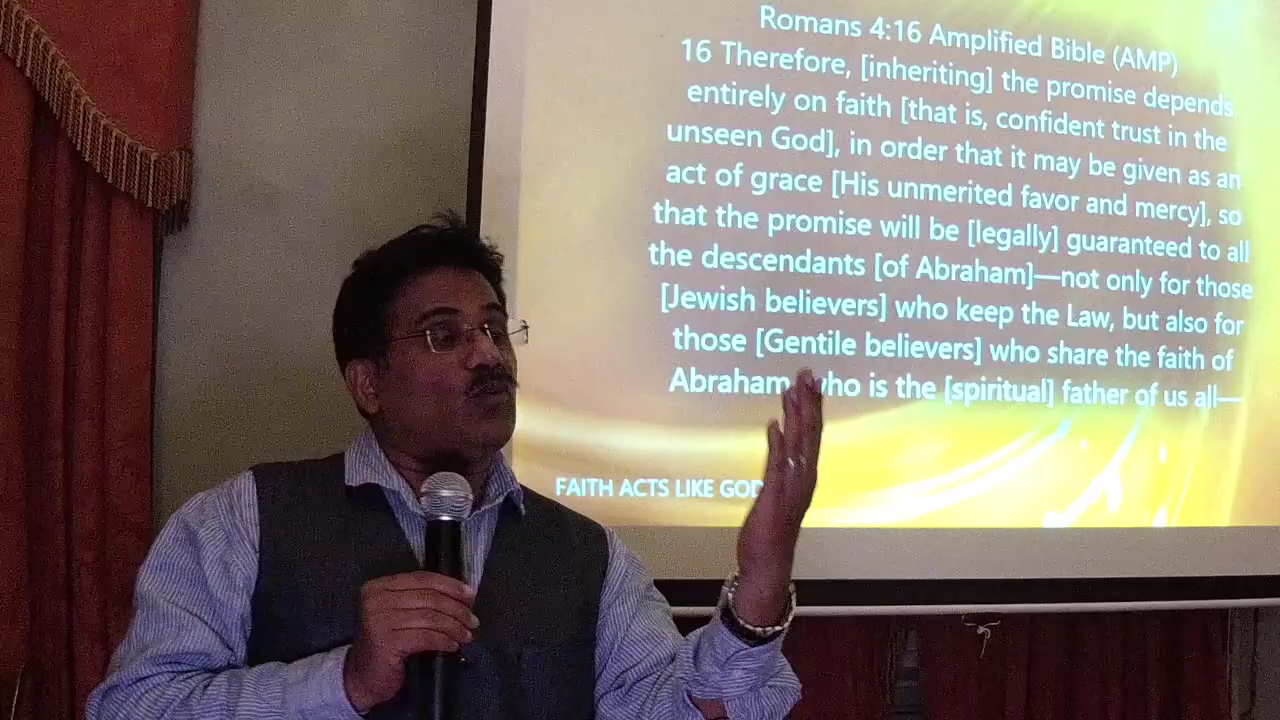 Romans 4:16 Amplified Bible (AMP)
16 Therefore, [inheriting] the promise depends
entirely on faith [that is, confident trust in the
unseen God], in order that it may be given as an
act of grace [His unmerited favor and mercy], so
that the promise will be [legally] guaranteed to all
the descendants [of Abraham]—not only for those
[Jewish believers] who keep the Law, but also for
those [Gentile believers] who share the faith of
Abraham, who is the [spiritual] father of us all—
FAITH ACTS LIKE GOD